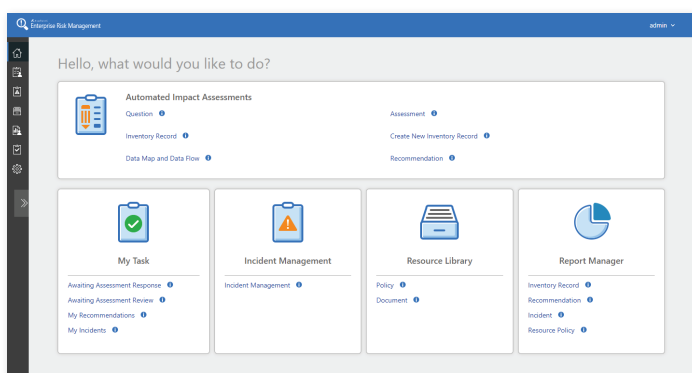 Enterprise Risk Management
admin
Hello, what would you like to do?
Automated Impact Assessments
Question
Assessment
Inventory Record
Create New Inventory Record
Data Map and Data Flow
Recommendation
My Task
Awaiting Assessment Response
Awaiting Assessment Review
My Recommendations
My Incidents
Incident Management
Incident Management
Resource Library
Policy
Document
Report Manager
Inventory Record
Recommendation
Incident
Resource Policy